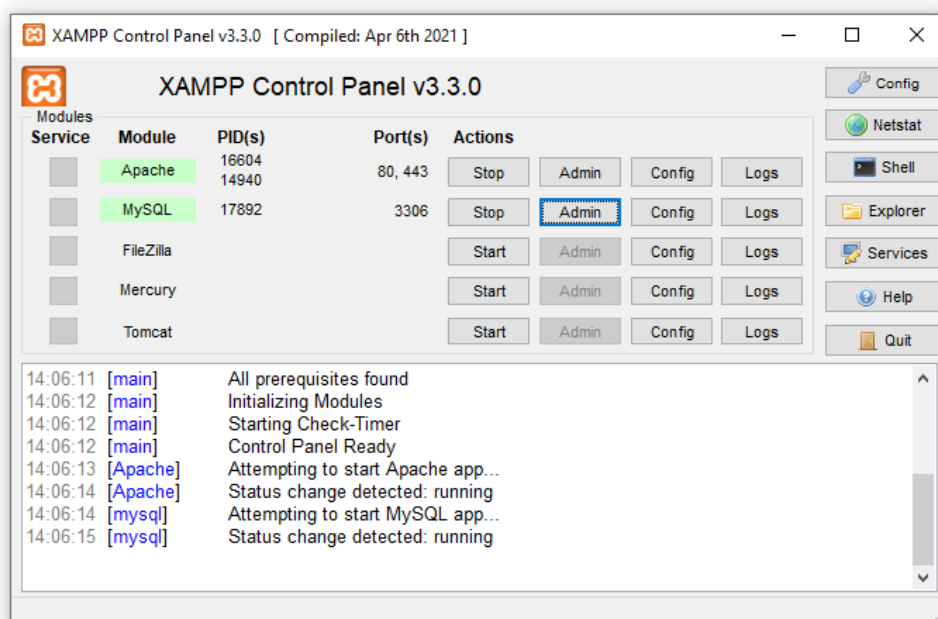 XAMPP Control Panel v3.3.0 [ Compiled: Apr 6th 2021 ]
XAMPP Control Panel v3.3.0
Config
Netstat
Shell
Explorer
Services
Help
Quit
Modules
Service Module PID(s) Port(s) Actions
Apache 16604 14940 80, 443 Stop Admin Config Logs
MySQL 17892 3306 Stop Admin Config Logs
FileZilla Start Admin Config Logs
Mercury Start Admin Config Logs
Tomcat Start Admin Config Logs
14:06:11 [main] All prerequisites found
14:06:12 [main] Initializing Modules
14:06:12 [main] Starting Check-Timer
14:06:12 [main] Control Panel Ready
14:06:13 [Apache] Attempting to start Apache app...
14:06:14 [Apache] Status change detected: running
14:06:14 [mysql] Attempting to start MySQL app...
14:06:15 [mysql] Status change detected: running